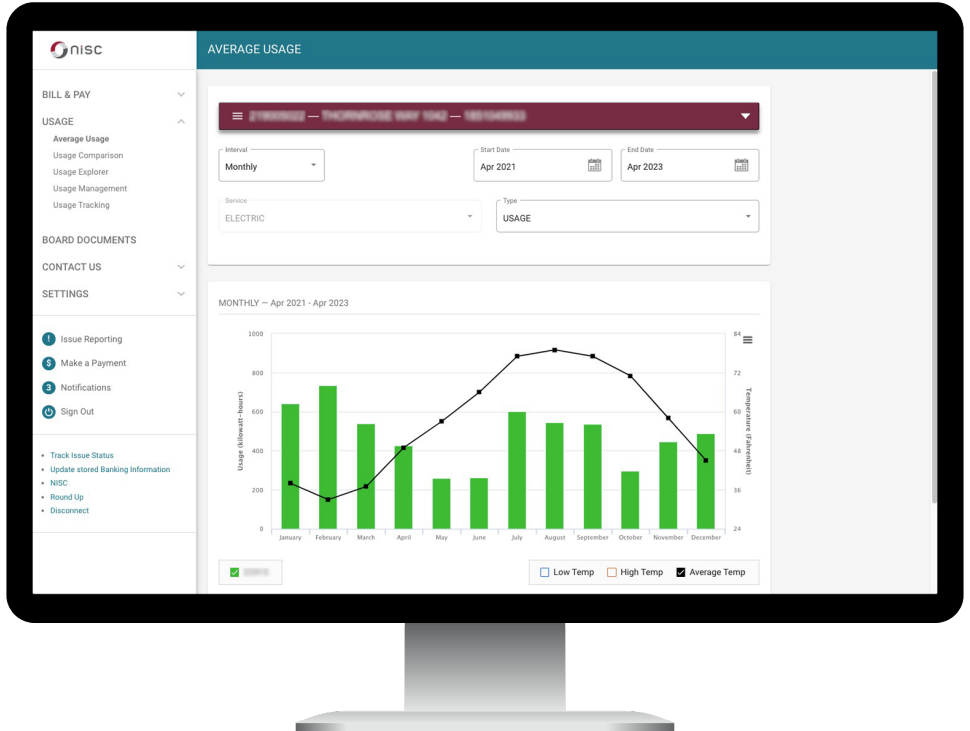 nisc
AVERAGE USAGE
BILL & PAY
USAGE
Average Usage
Usage Comparison
Usage Explorer
Usage Management
Usage Tracking
BOARD DOCUMENTS
CONTACT US
SETTINGS
! Issue Reporting
$ Make a Payment
3 Notifications
Sign Out
Track Issue Status
Update stored Banking Information
NISC
Round Up
Disconnect
— THORNROSE WAY 1042 —
Interval
Monthly
Start Date
Apr 2021
End Date
Apr 2023
Service
ELECTRIC
Type
USAGE
MONTHLY — Apr 2021 - Apr 2023
Usage (kilowatt-hours)
1000
800
600
400
200
0
84
72
60
48
36
24
Temperature (Fahrenheit)
January February March April May June July August September October November December
Low Temp High Temp Average Temp